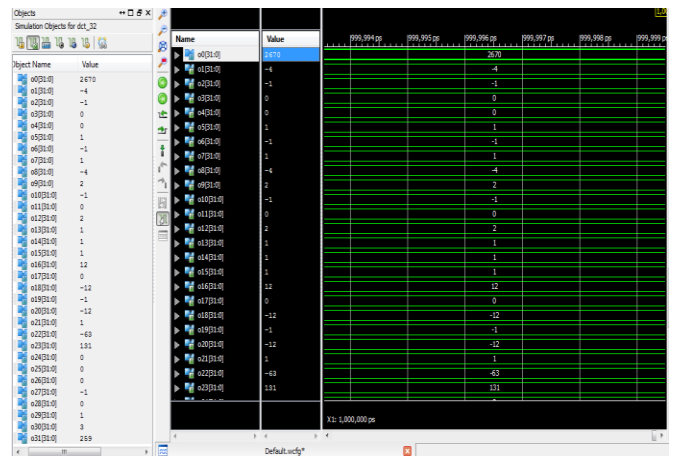 Objects
Simulation Objects for dct_32
Object Name Value
o0[31:0] 2670
o1[31:0] -4
o2[31:0] -1
o3[31:0] 0
o4[31:0] 0
o5[31:0] 1
o6[31:0] -1
o7[31:0] 1
o8[31:0] -4
o9[31:0] 2
o10[31:0] -1
o11[31:0] 0
o12[31:0] 2
o13[31:0] 1
o14[31:0] 1
o15[31:0] 1
o16[31:0] 12
o17[31:0] 0
o18[31:0] -12
o19[31:0] -1
o20[31:0] -12
o21[31:0] 1
o22[31:0] -63
o23[31:0] 131
o24[31:0] 0
o25[31:0] 0
o26[31:0] 0
o27[31:0] -1
o28[31:0] 0
o29[31:0] 1
o30[31:0] 3
o31[31:0] 259
Name Value 999,994 ps 999,995 ps 999,996 ps 999,997 ps 999,998 ps 999,999 p
o0[31:0] 2670 2670
o1[31:0] -4 -4
o2[31:0] -1 -1
o3[31:0] 0 0
o4[31:0] 0 0
o5[31:0] 1 1
o6[31:0] -1 -1
o7[31:0] 1 1
o8[31:0] -4 -4
o9[31:0] 2 2
o10[31:0] -1 -1
o11[31:0] 0 0
o12[31:0] 2 2
o13[31:0] 1 1
o14[31:0] 1 1
o15[31:0] 1 1
o16[31:0] 12 12
o17[31:0] 0 0
o18[31:0] -12 -12
o19[31:0] -1 -1
o20[31:0] -12 -12
o21[31:0] 1 1
o22[31:0] -63 -63
o23[31:0] 131 131
X1: 1,000,000 ps
Default.wcfg*